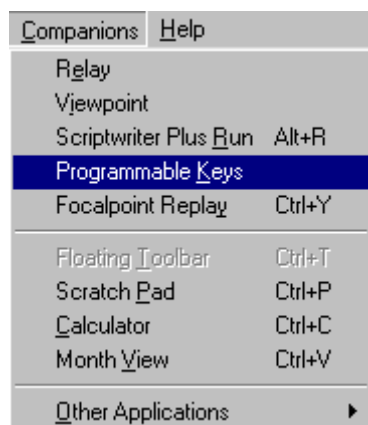 Companions Help
Relay
Viewpoint
Scriptwriter Plus Run Alt+R
Programmable Keys
Focalpoint Replay Ctrl+Y
Floating Toolbar Ctrl+T
Scratch Pad Ctrl+P
Calculator Ctrl+C
Month View Ctrl+V
Other Applications